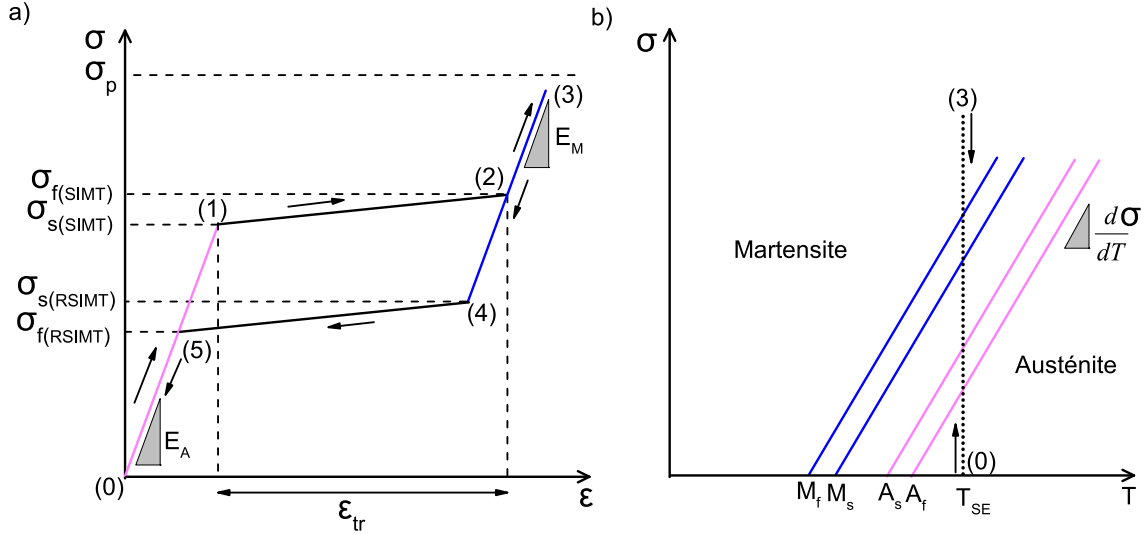 a)
σ
σp
σf(SIMT)
σs(SIMT)
σs(RSIMT)
σf(RSIMT)
(0)
(1)
(2)
(3)
(4)
(5)
EM
EA
εtr
ε
b)
σ
(3)
Martensite
dσ
dT
Austénite
(0)
Mf Ms As Af TSE T